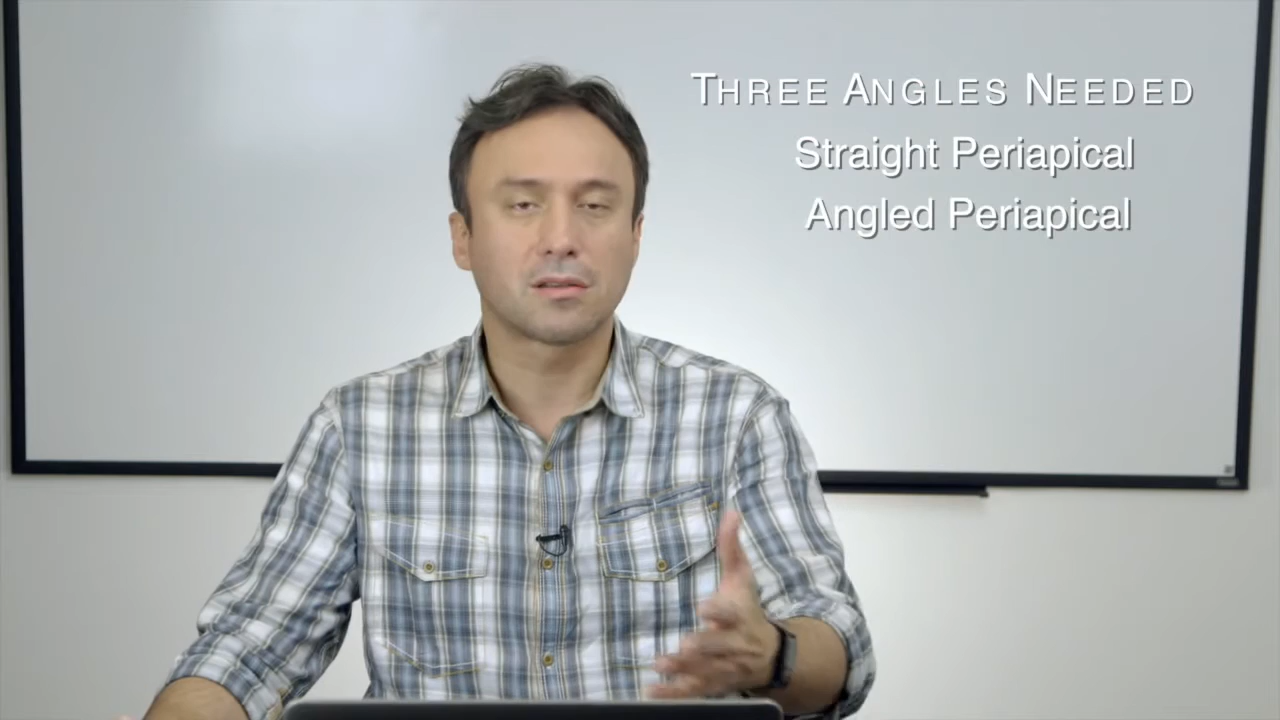 THREE ANGLES NEEDED
Straight Periapical
Angled Periapical